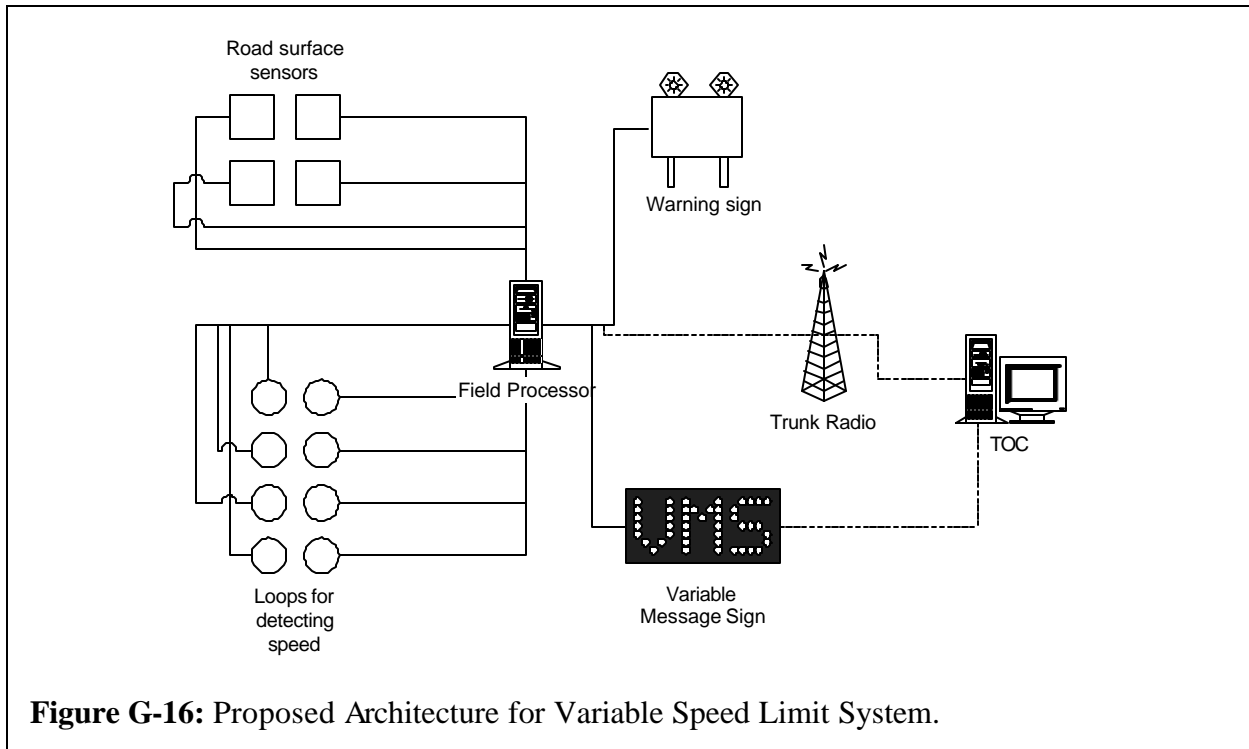 Road surface
sensors
Warning sign
Field Processor
Trunk Radio
TOC
VMS
Loops for
detecting
speed
Variable
Message Sign
Figure G-16: Proposed Architecture for Variable Speed Limit System.